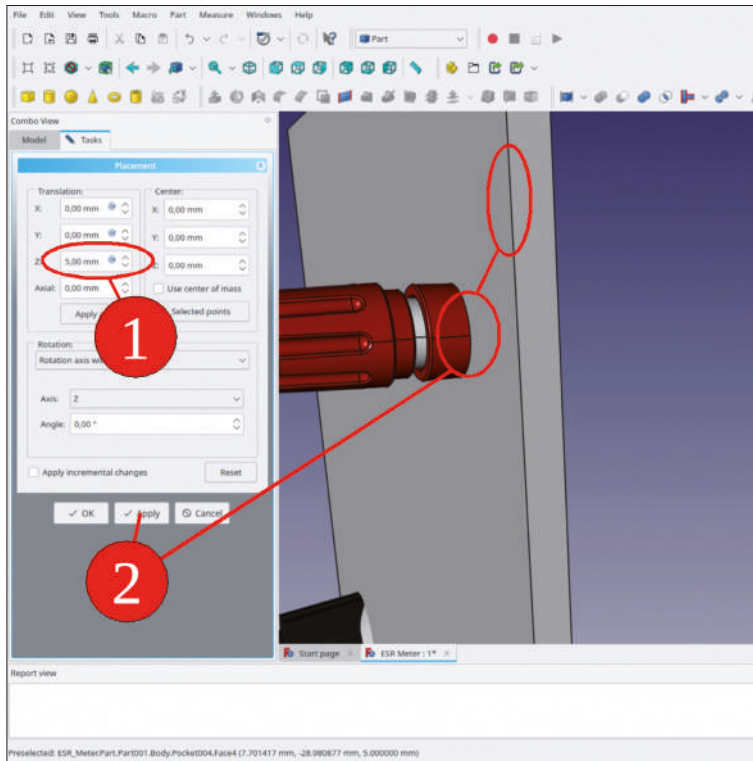 File Edit View Tools Macro Part Measure Windows Help
Part
Combo View
Model Tasks
Placement
Translation: Center:
X: 0,00 mm X: 0,00 mm
Y: 0,00 mm Y: 0,00 mm
Z: 5,00 mm Z: 0,00 mm
Axial: 0,00 mm Use center of mass
Apply Selected points
1
Rotation:
Rotation axis
Axis: Z
Angle: 0,00 °
Apply incremental changes Reset
OK Apply Cancel
2
Start page ESR Meter : 1*
Report view
Preselected: ESR_Meter.Part.Part001.Body.Pocket004.Face4 (7.701417 mm, -28.980877 mm, 5.000000 mm)